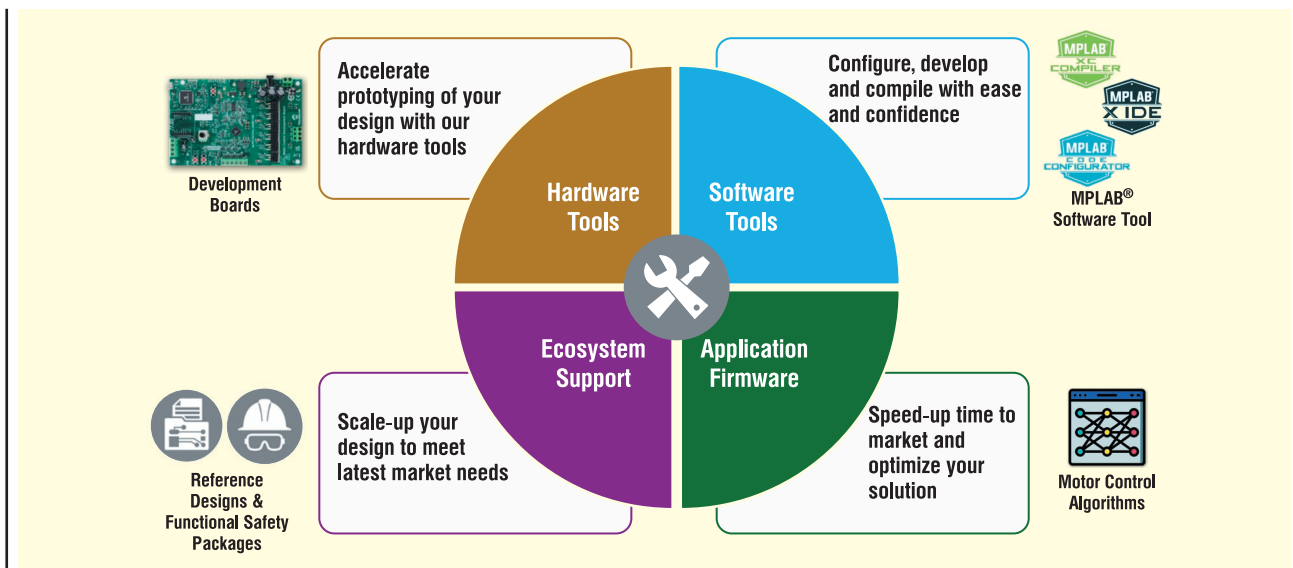 Accelerate
prototyping of your
design with our
hardware tools
Development
Boards
Hardware
Tools
Software
Tools
Configure, develop
and compile with ease
and confidence
MPLAB
XC
COMPILER
MPLAB®
X IDE
MPLAB
CODE
CONFIGURATOR
MPLAB®
Software Tool
Ecosystem
Support
Application
Firmware
Scale-up your
design to meet
latest market needs
Reference
Designs &
Functional Safety
Packages
Speed-up time to
market and
optimize your
solution
Motor Control
Algorithms